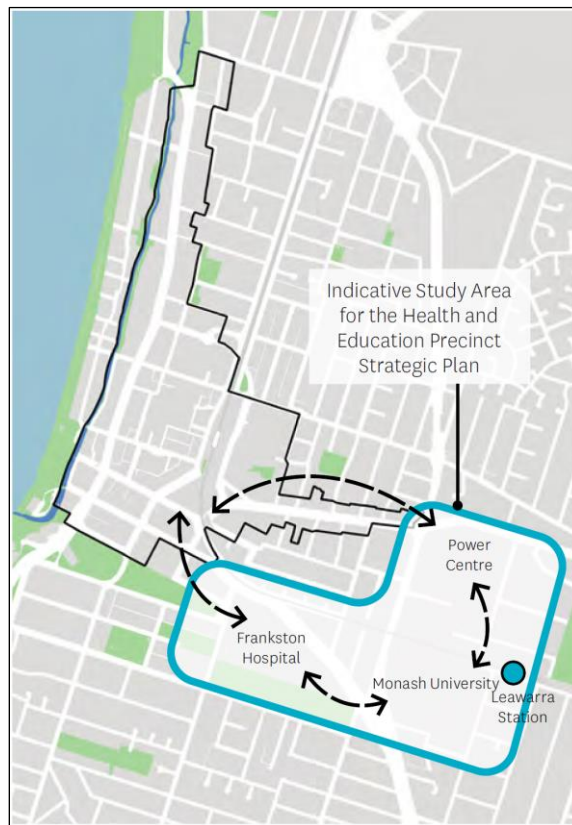 Indicative Study Area
for the Health and
Education Precinct
Strategic Plan
Power
Centre
Frankston
Hospital
Monash University
Leawarra
Station